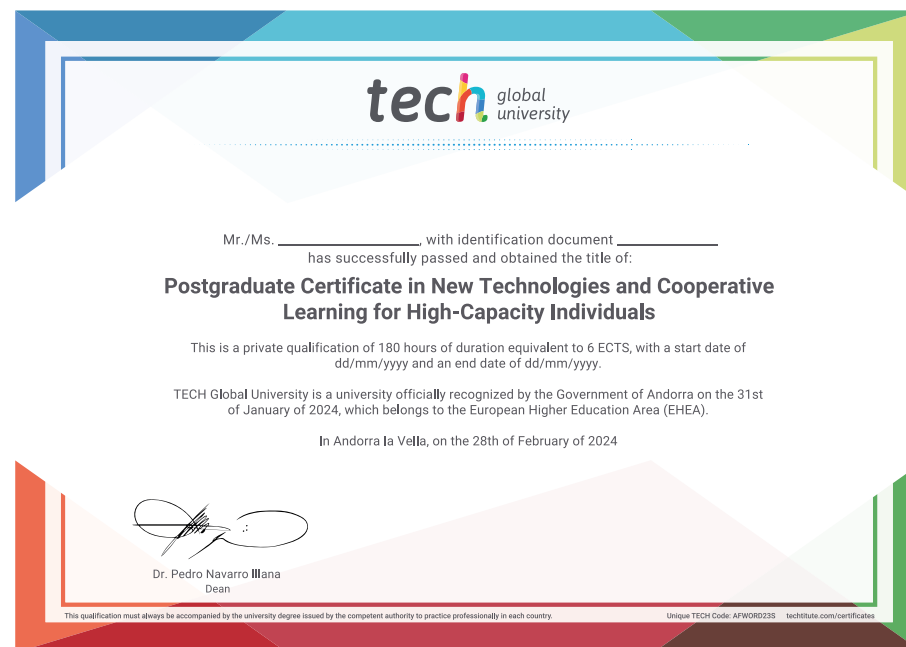 tech global
university
Mr./Ms. ____________________, with identification document ______________
has successfully passed and obtained the title of:
Postgraduate Certificate in New Technologies and Cooperative
Learning for High-Capacity Individuals
This is a private qualification of 180 hours of duration equivalent to 6 ECTS, with a start date of
dd/mm/yyyy and an end date of dd/mm/yyyy.
TECH Global University is a university officially recognized by the Government of Andorra on the 31st
of January of 2024, which belongs to the European Higher Education Area (EHEA).
In Andorra la Vella, on the 28th of February of 2024
Dr. Pedro Navarro Illana
Dean
This qualification must always be accompanied by the university degree issued by the competent authority to practice professionally in each country.
Unique TECH Code: AFWORD23S techtitute.com/certificates